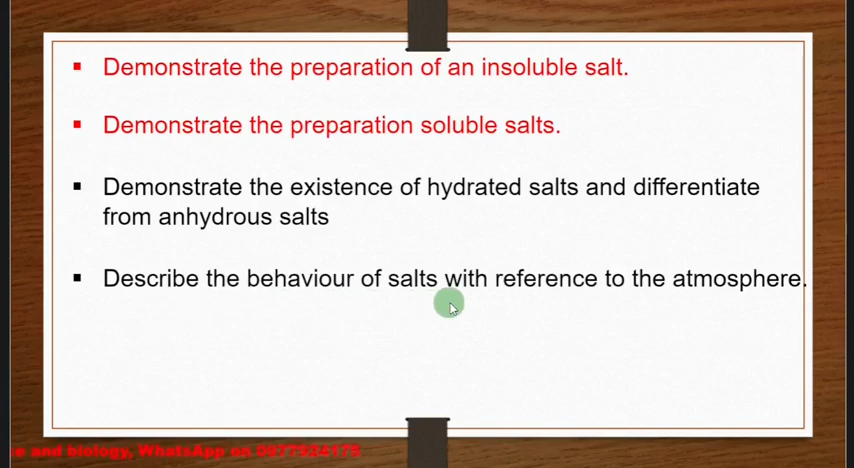 ▪ Demonstrate the preparation of an insoluble salt.
▪ Demonstrate the preparation soluble salts.
▪ Demonstrate the existence of hydrated salts and differentiate
from anhydrous salts
▪ Describe the behaviour of salts with reference to the atmosphere.
e and biology, WhatsApp on 0977924175